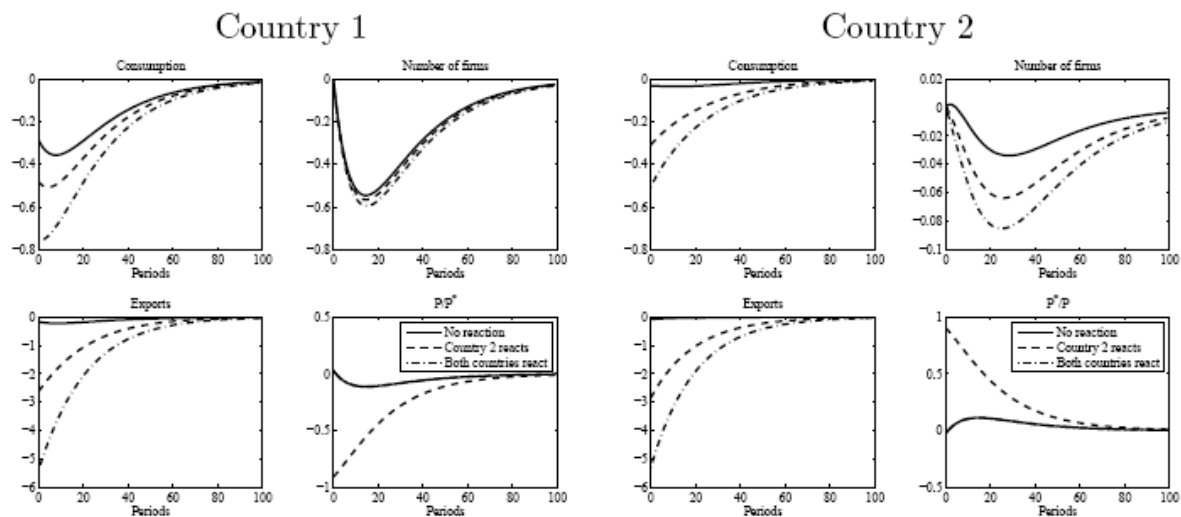 Country 1
Country 2
Consumption
0
−0.2
−0.4
−0.6
−0.8
0 20 40 60 80 100
Periods
Number of firms
0
−0.2
−0.4
−0.6
−0.8
0 20 40 60 80 100
Periods
Consumption
0
−0.2
−0.4
−0.6
−0.8
0 20 40 60 80 100
Periods
Number of firms
0.02
0
−0.02
−0.04
−0.06
−0.08
−0.1
0 20 40 60 80 100
Periods
Exports
0
−1
−2
−3
−4
−5
−6
0 20 40 60 80 100
Periods
P/P*
0.5
0
−0.5
−1
No reaction
Country 2 reacts
Both countries react
0 20 40 60 80 100
Periods
Exports
0
−1
−2
−3
−4
−5
−6
0 20 40 60 80 100
Periods
P*/P
1
0.5
0
−0.5
No reaction
Country 2 reacts
Both countries react
0 20 40 60 80 100
Periods